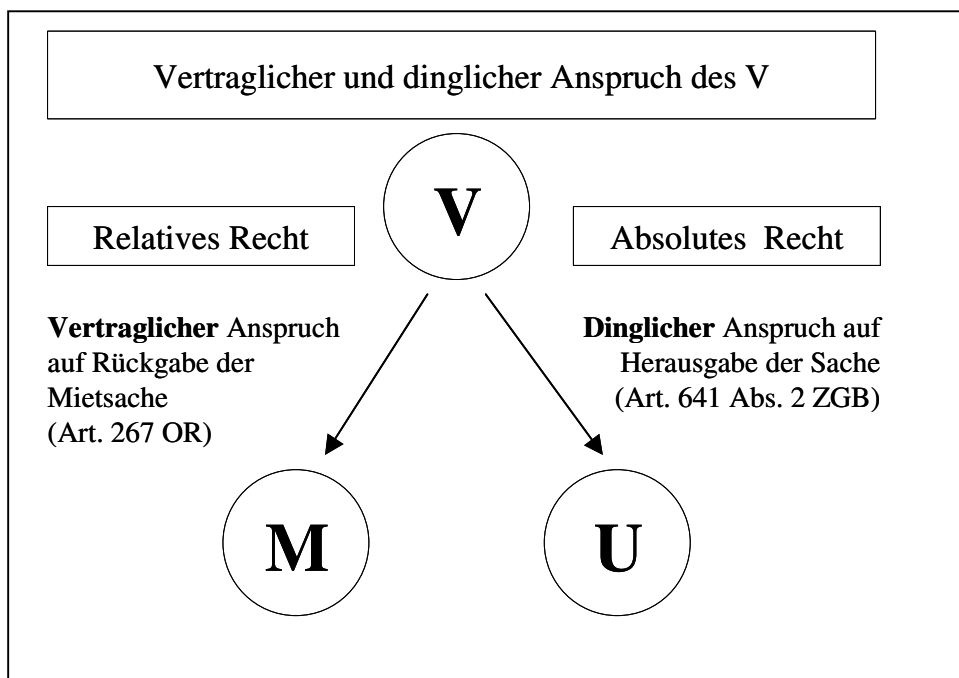 Vertraglicher und dinglicher Anspruch des V
V
Relatives Recht
Absolutes Recht
Vertraglicher Anspruch
auf Rückgabe der
Mietsache
(Art. 267 OR)
Dinglicher Anspruch auf
Herausgabe der Sache
(Art. 641 Abs. 2 ZGB)
M
U